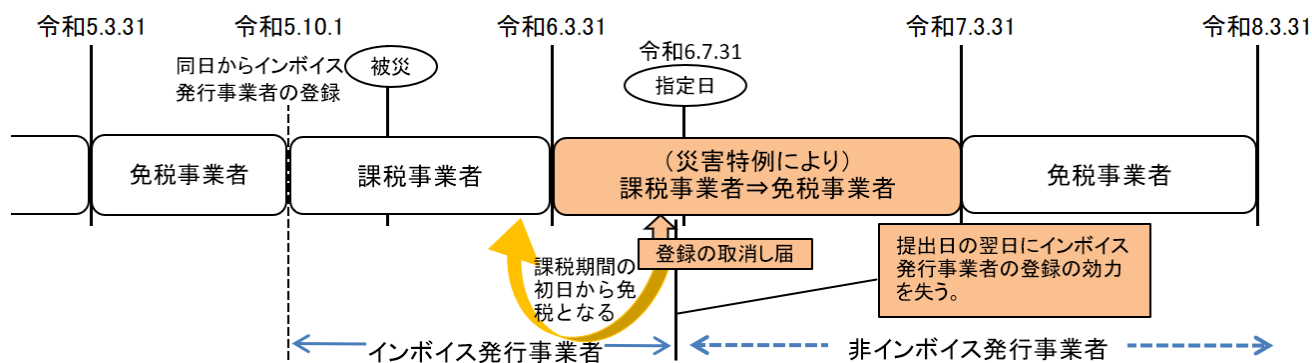 令和5.3.31
令和5.10.1
令和6.3.31
令和6.7.31
令和7.3.31
令和8.3.31
同日からインボイス
発行事業者の登録
被災
指定日
免税事業者
課税事業者
(災害特例により)
課税事業者⇒免税事業者
免税事業者
登録の取消し届
課税期間の
初日から免
税となる
提出日の翌日にインボイス
発行事業者の登録の効力
を失う。
インボイス発行事業者
非インボイス発行事業者